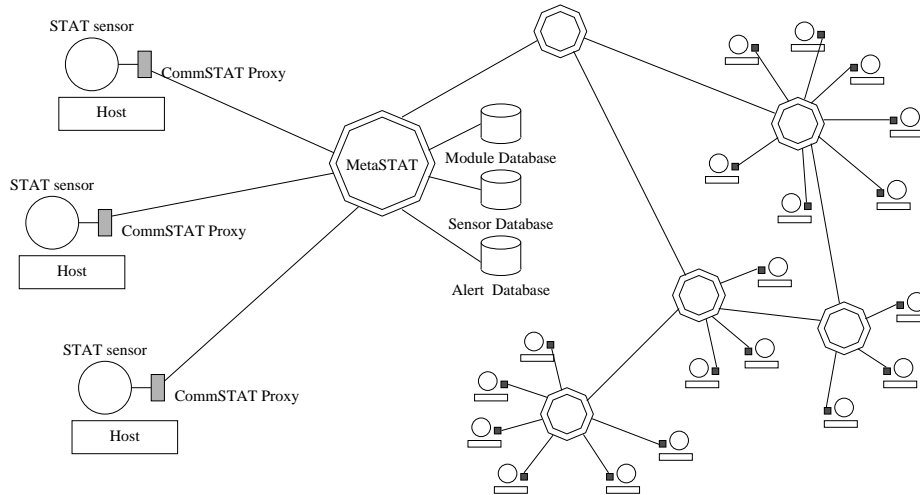 STAT sensor
CommSTAT Proxy
Host
MetaSTAT
Module Database
STAT sensor
CommSTAT Proxy
Sensor Database
Host
Alert Database
STAT sensor
CommSTAT Proxy
Host